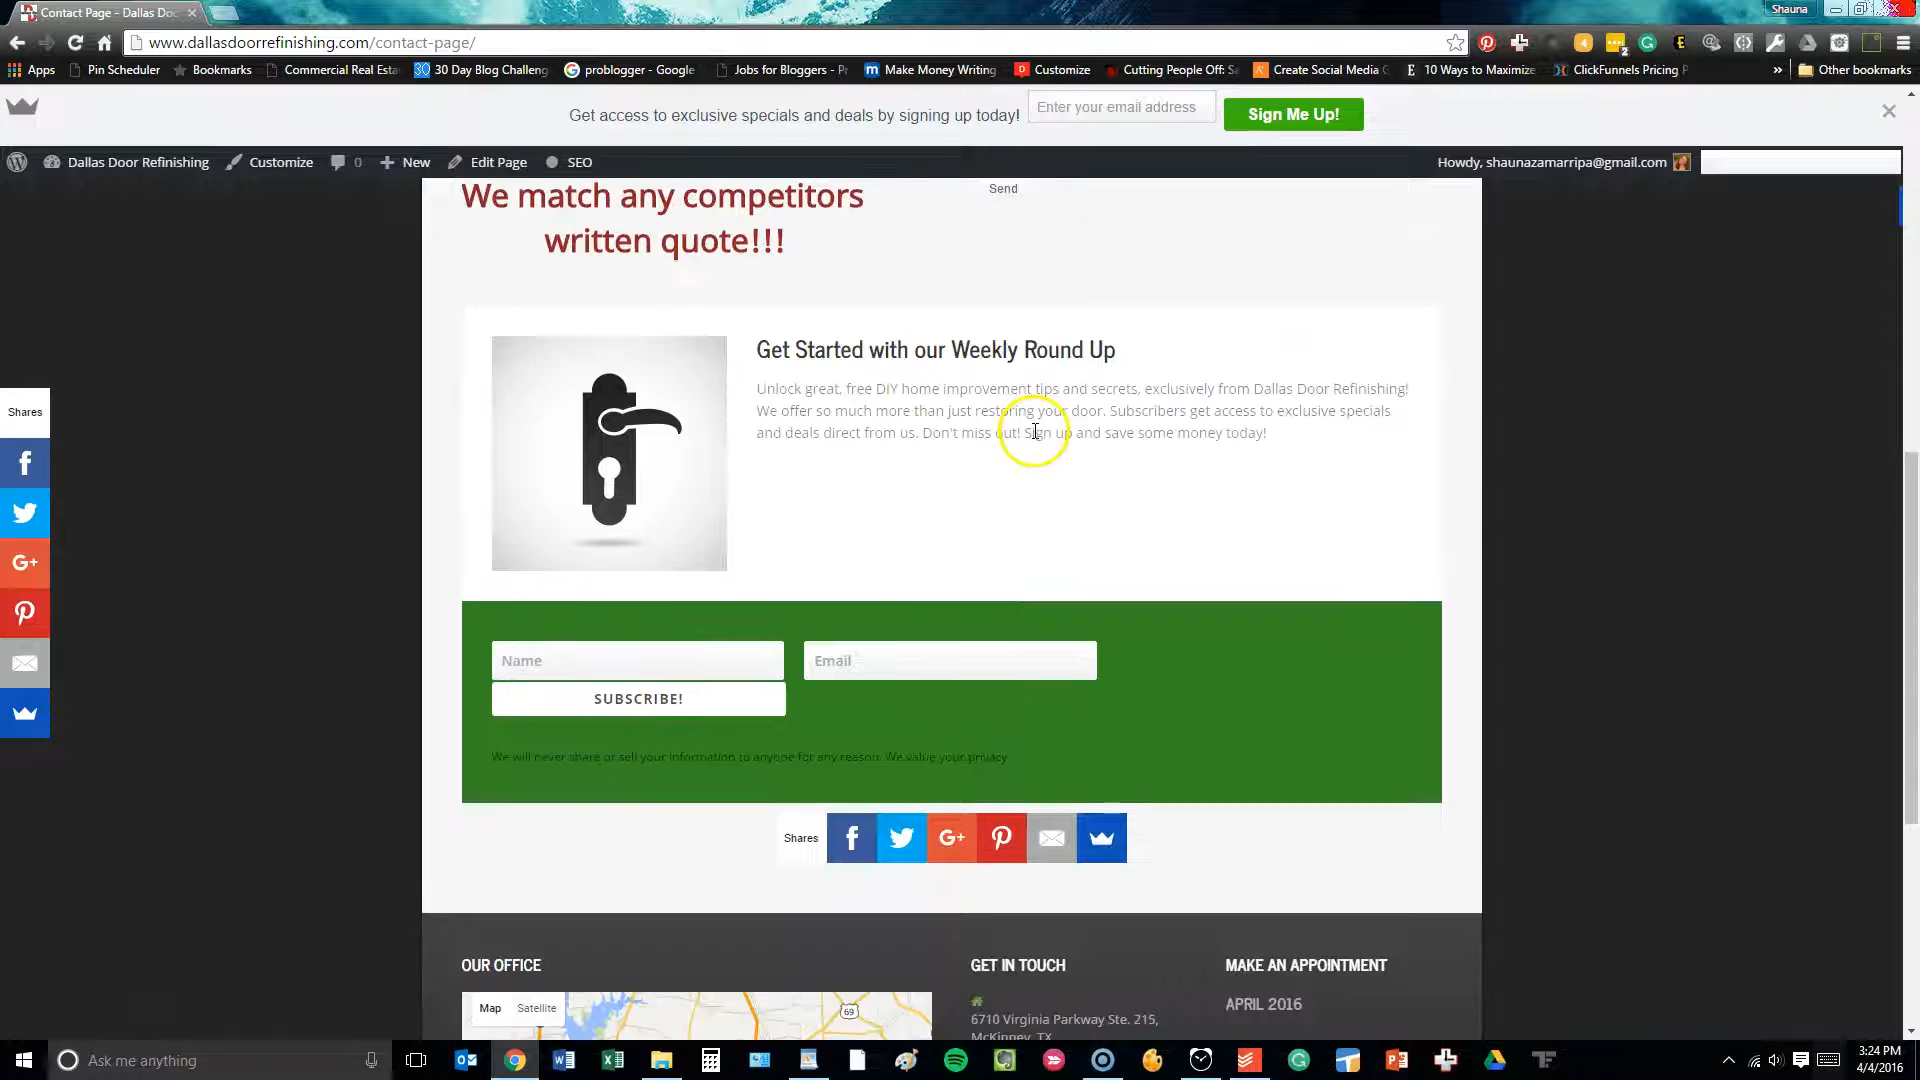 Contact Page - Dallas Do
Shauna
www.dallasdoorrefinishing.com/contact-page/
Apps
Pin Scheduler
Bookmarks
Commercial Real Esta
30 Day Blog Challeng
problogger - Google
Jobs for Bloggers - P
Make Money Writing
Customize
Cutting People Off: S
Create Social Media
10 Ways to Maximize
ClickFunnels Pricing
Other bookmarks
Get access to exclusive specials and deals by signing up today!
Enter your email address
Sign Me Up!
Dallas Door Refinishing
Customize
0
New
Edit Page
SEO
Howdy, shaunazamarripa@gmail.com
We match any competitors
written quote!!!
Send
Get Started with our Weekly Round Up
Unlock great, free DIY home improvement tips and secrets, exclusively from Dallas Door Refinishing!
We offer so much more than just restoring your door. Subscribers get access to exclusive specials
and deals direct from us. Don't miss out! Sign up and save some money today!
Shares
Name
Email
SUBSCRIBE!
We will never share or sell your information to anyone for any reason. We value your privacy
Shares
OUR OFFICE
Map
Satellite
69
GET IN TOUCH
6710 Virginia Parkway Ste. 215,
McKinney, TX
MAKE AN APPOINTMENT
APRIL 2016
Ask me anything
3:24 PM
4/4/2016